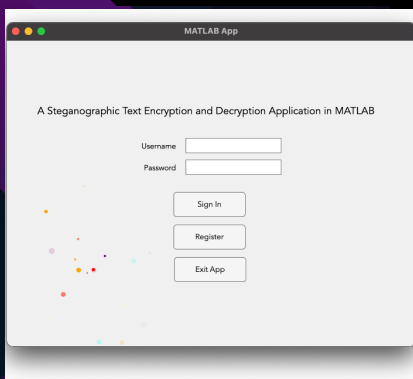 MATLAB App
A Steganographic Text Encryption and Decryption Application in MATLAB
Username
Password
Sign In
Register
Exit App